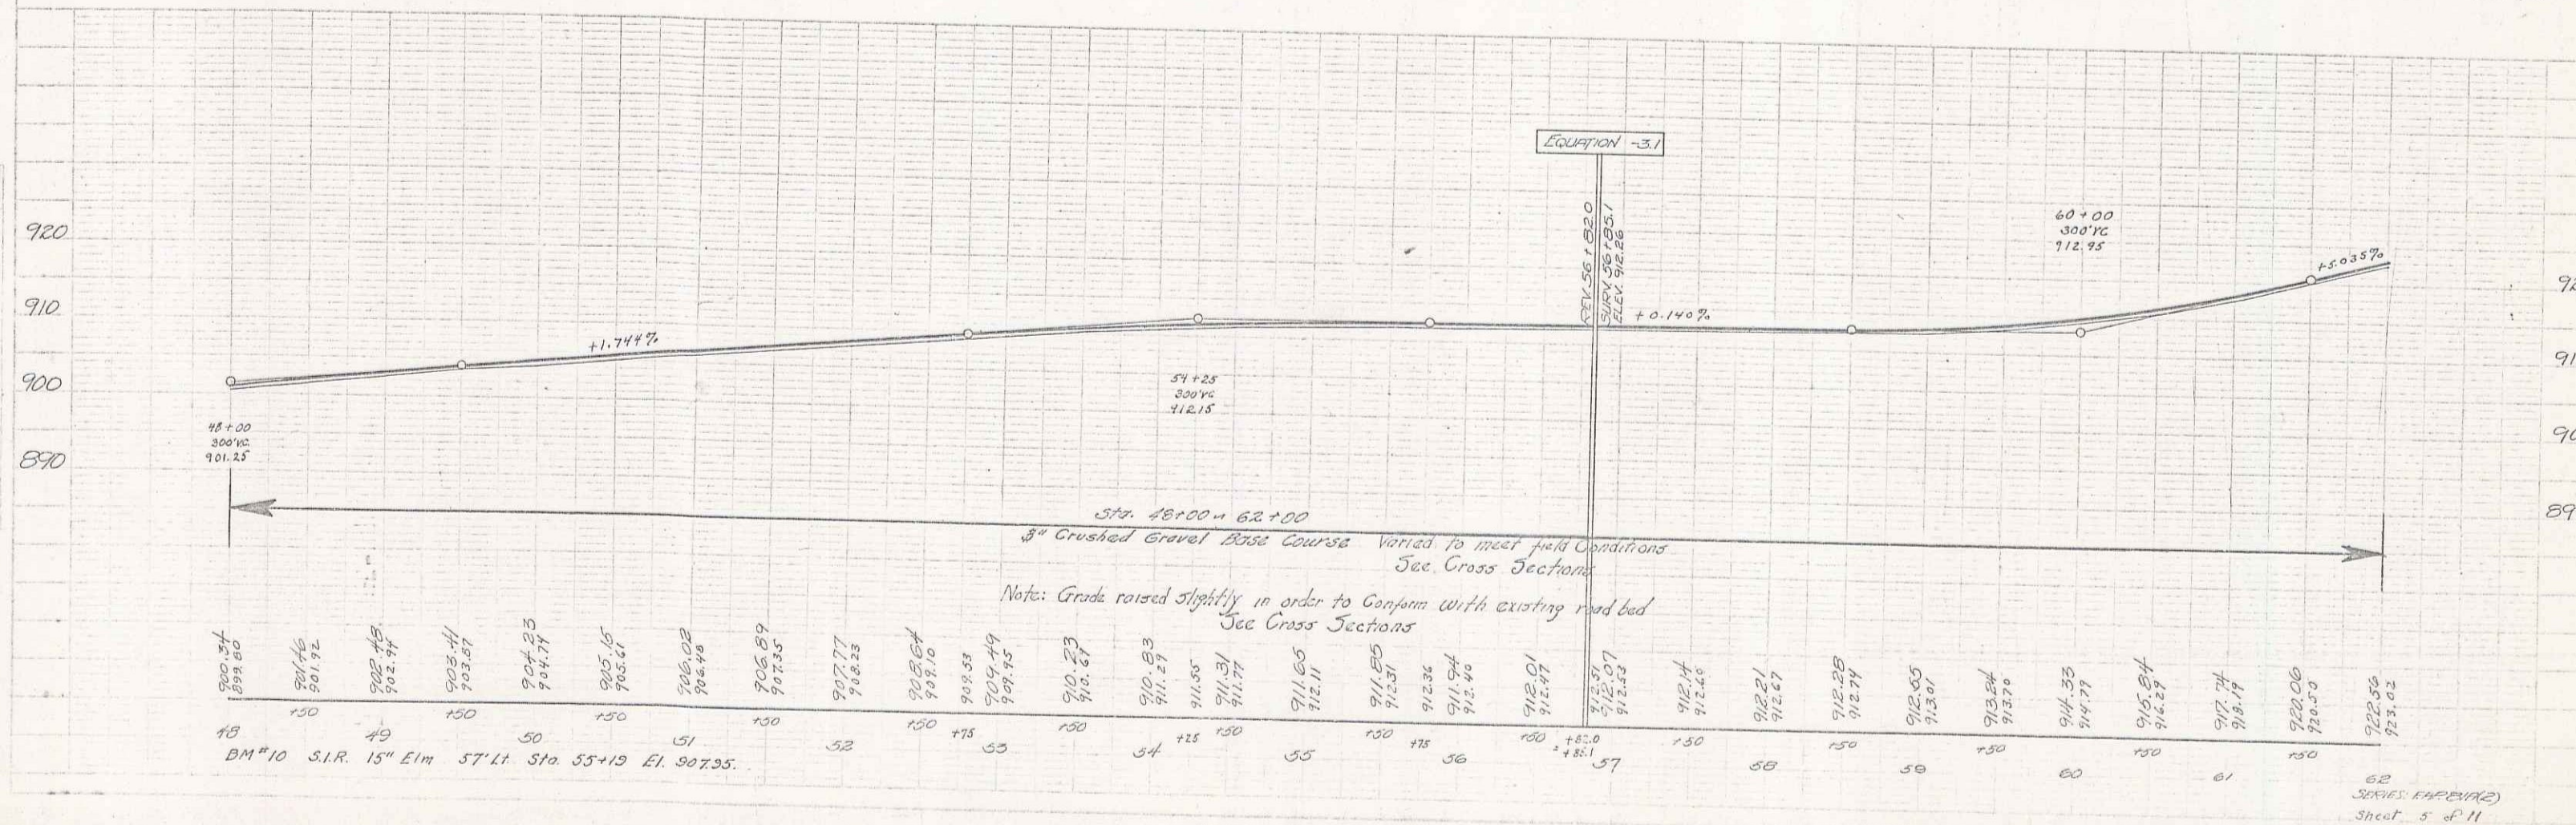 EQUATION -3.1
REV. 56+82.0
SURV. 56+85.1
ELEV. 912.26
920
910
900
890
+1.744%
+0.140%
+5.035%
60+00
300'VC
912.95
54+25
300'VC
912.15
48+00
300'V.C.
901.25
Sta. 48+00 - 62+00
Crushed Gravel Base Course Varied to meet field Conditions
See Cross Sections
Note: Grade raised slightly in order to Conform with existing road bed
See Cross Sections
900.34 901.46 902.48 903.41 904.23 905.15 906.02 906.89 907.77 908.64 909.53 909.49 910.23 910.83 911.55 911.31 911.65 911.85 912.36 911.94 912.01 912.51 912.07 912.14 912.21 912.28 912.55 913.24 914.33 915.84 917.74 920.06 922.56
899.80 901.92 902.94 903.87 904.74 905.61 906.48 907.35 908.23 909.10 909.95 910.69 911.29 911.77 912.11 912.31 912.40 912.47 912.53 912.60 912.67 912.74 913.01 913.70 914.79 916.29 918.19 920.50 923.02
+50 +50 +50 +50 +50 +75 +50 +25 +50 +50 +75 +50 +82.0 +50 +50 +50 +50 +50
+85.1
48 49 50 51 52 53 54 55 56 57 58 59 60 61 62
BM#10 S.I.R. 15" Elm 57' Lt. Sta. 55+19 El. 907.95.
SERIES:
Sheet 5 of 11